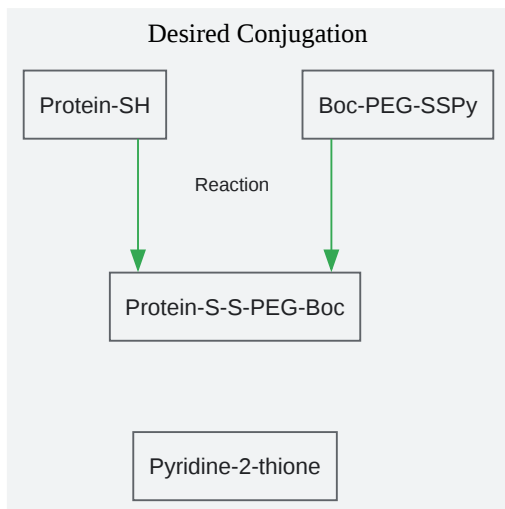 Desired Conjugation
Protein-SH
Boc-PEG-SSPy
Reaction
Protein-S-S-PEG-Boc
Pyridine-2-thione